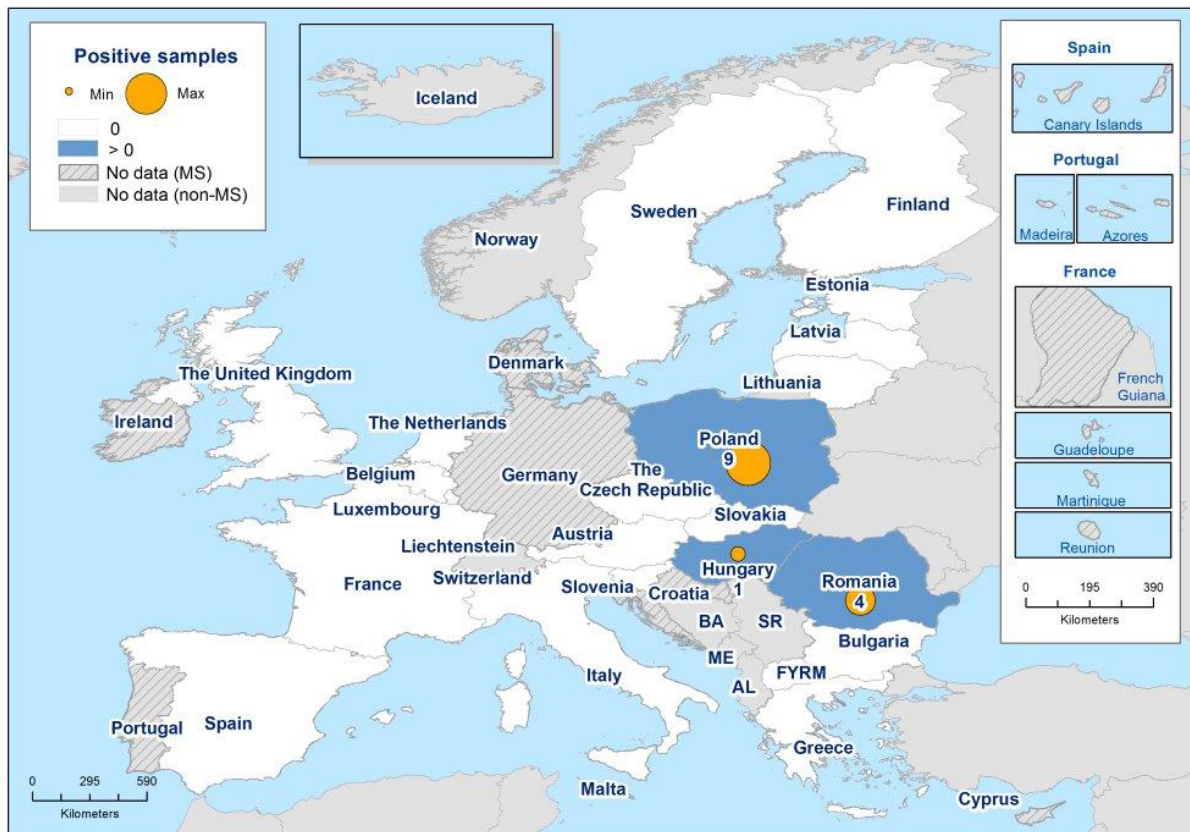 Positive samples
Min
Max
0
> 0
No data (MS)
No data (non-MS)
Iceland
Spain
Canary Islands
Portugal
Madeira
Azores
France
French
Guiana
Guadeloupe
Martinique
Reunion
0 195 390
Kilometers
Sweden
Finland
Norway
Estonia
Latvia
Denmark
Lithuania
The United Kingdom
Ireland
The Netherlands
Poland
9
Belgium
Germany
The
Czech Republic
Luxembourg
Slovakia
Austria
Liechtenstein
Hungary
1
Switzerland
France
Slovenia
Croatia
Romania
4
BA
SR
Bulgaria
ME
FYRM
Italy
AL
Portugal
Spain
Greece
Malta
Cyprus
0 295 590
Kilometers